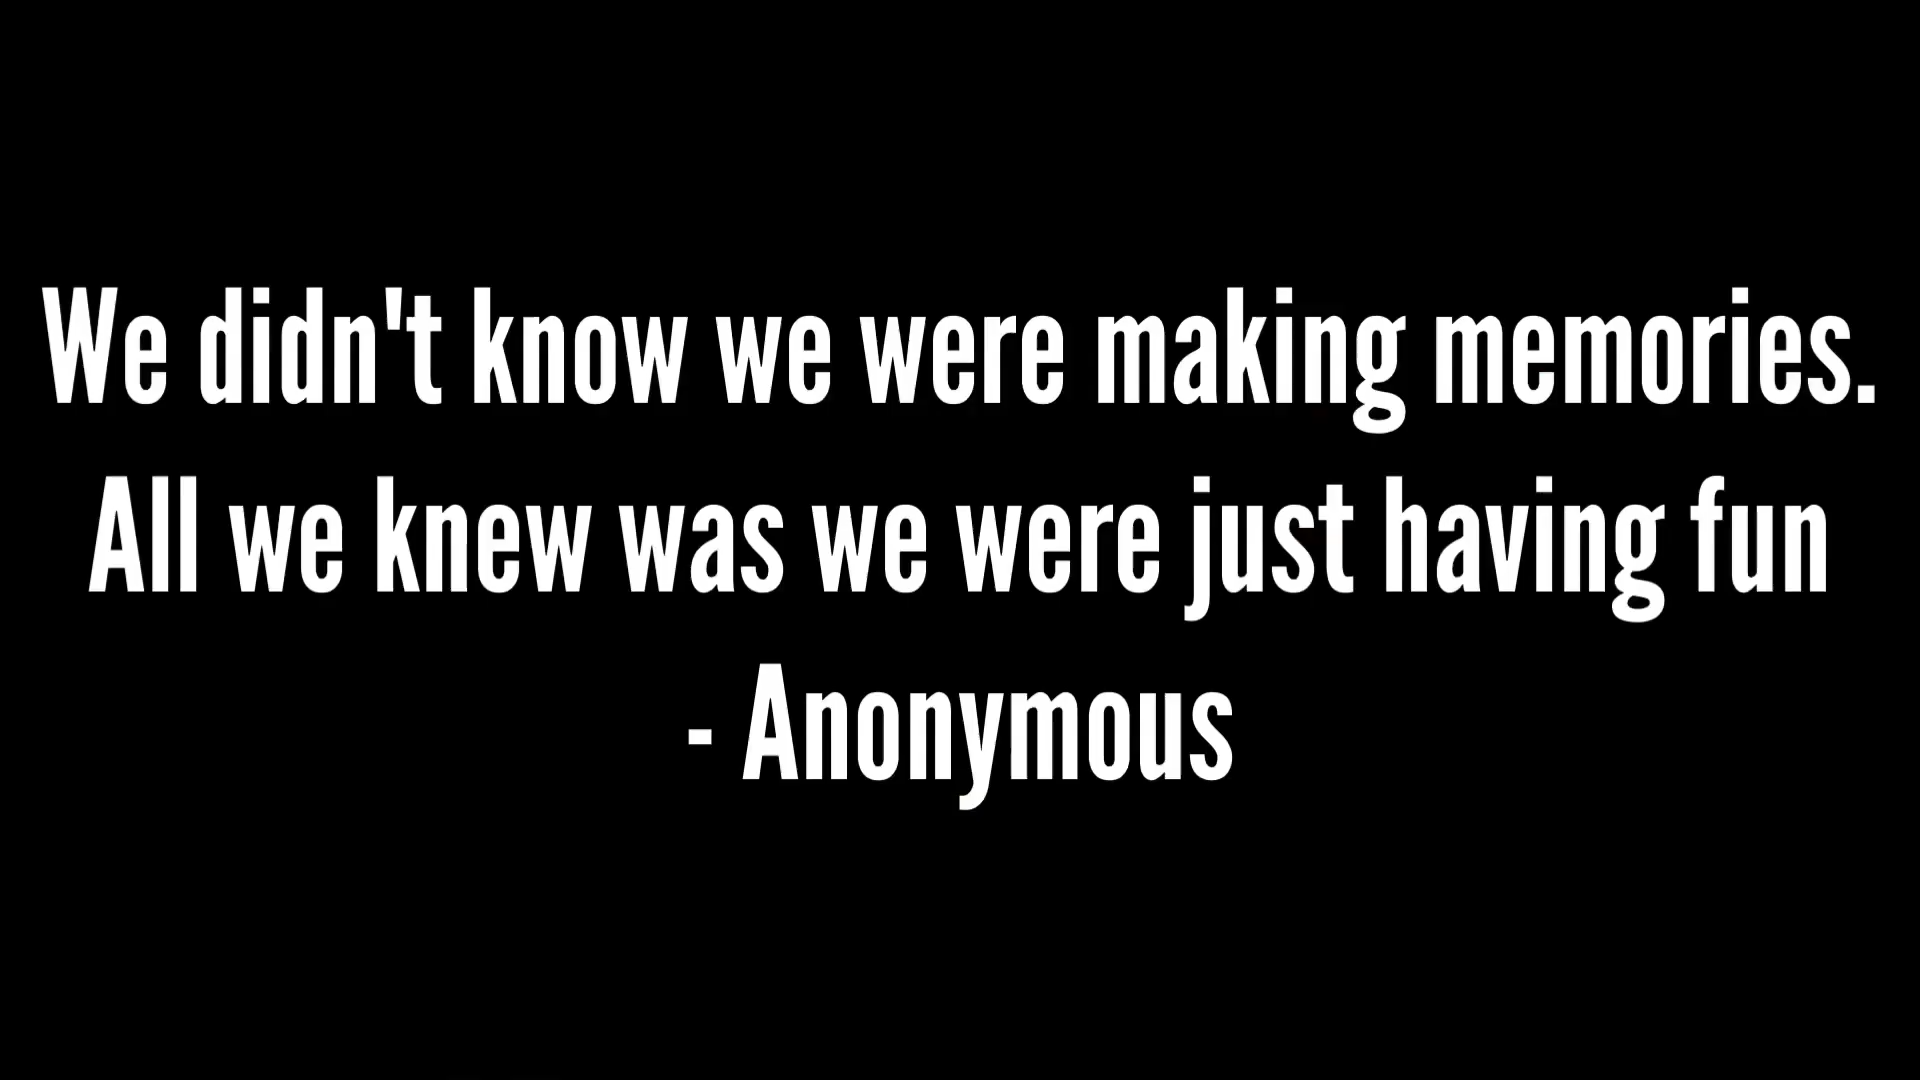 We didn't know we were making memories.
All we knew was we were just having fun
- Anonymous